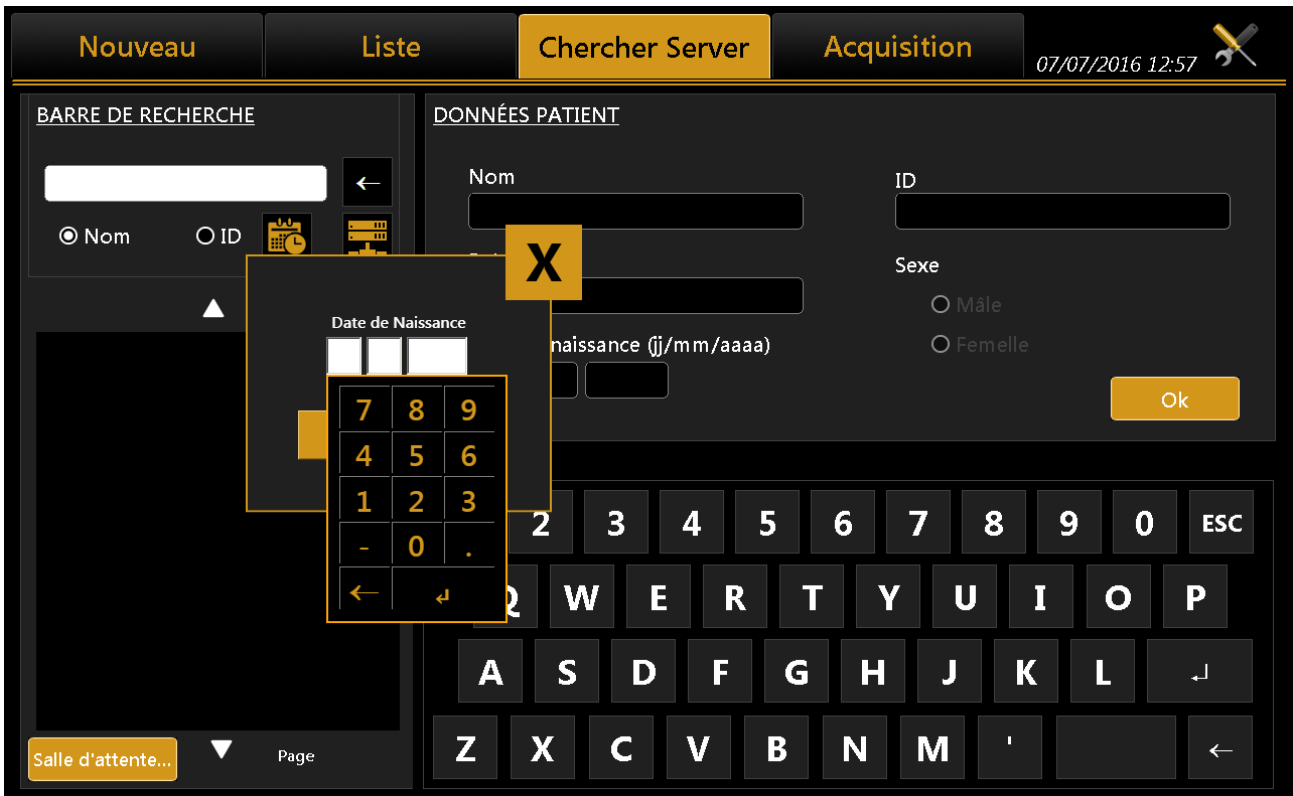 Nouveau
Liste
Chercher Server
Acquisition
07/07/2016 12:57
BARRE DE RECHERCHE
Nom
ID
Salle d'attente...
Page
DONNÉES PATIENT
Nom
ID
Sexe
Mâle
Femelle
naissance (jj/mm/aaaa)
Ok
X
Date de Naissance
7 8 9
4 5 6
1 2 3
- 0 .
←
2 3 4 5 6 7 8 9 0 ESC
Q W E R T Y U I O P
A S D F G H J K L
Z X C V B N M ' ←